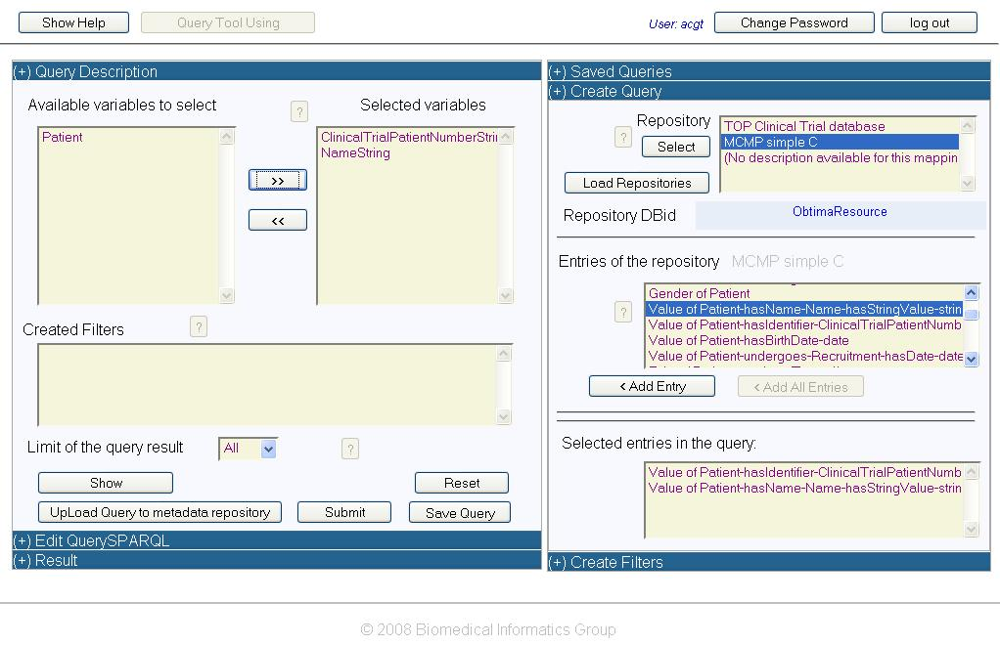 Show Help
Query Tool Using
User: acgt
Change Password
log out
(+) Query Description
Available variables to select
?
Selected variables
Patient
ClinicalTrialPatientNumberStrin
NameString
>>
<<
Created Filters
?
Limit of the query result
All
?
Show
Reset
UpLoad Query to metadata repository
Submit
Save Query
(+) Edit QuerySPARQL
(+) Result
(+) Saved Queries
(+) Create Query
Repository
?
Select
Load Repositories
TOP Clinical Trial database
MCMP simple C
(No description available for this mappin
Repository DBid
ObtimaResource
Entries of the repository
MCMP simple C
?
Gender of Patient
Value of Patient-hasName-Name-hasStringValue-strin
Value of Patient-hasIdentifier-ClinicalTrialPatientNumb
Value of Patient-hasBirthDate-date
Value of Patient-undergoes-Recruitment-hasDate-date
< Add Entry
< Add All Entries
Selected entries in the query:
Value of Patient-hasIdentifier-ClinicalTrialPatientNumb
Value of Patient-hasName-Name-hasStringValue-strin
(+) Create Filters
© 2008 Biomedical Informatics Group